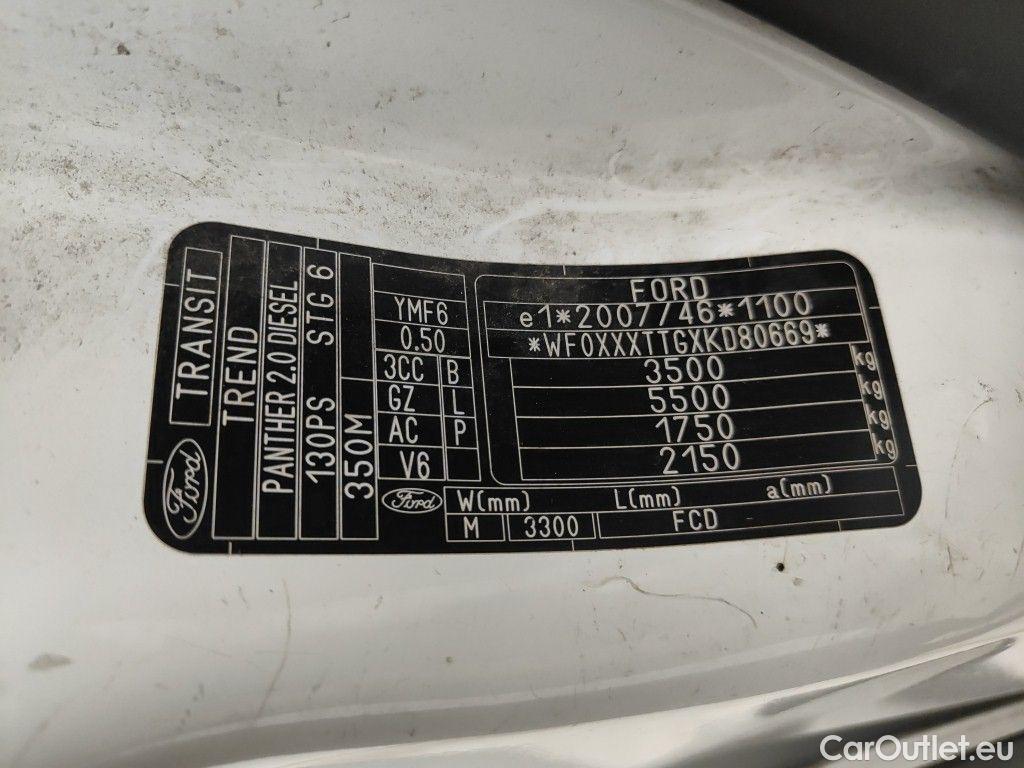 Ford
TRANSIT
TREND
PANTHER 2.0 DIESEL
130PS STG 6
350M
YMF6
0.50
3CC B
GZ L
AC P
V6
Ford
FORD
e1*2007/46*1100
*WF0XXXTTGXKD80669*
3500 kg
5500 kg
1750 kg
2150 kg
W(mm) L(mm) a(mm)
M 3300 FCD
CarOutlet.eu